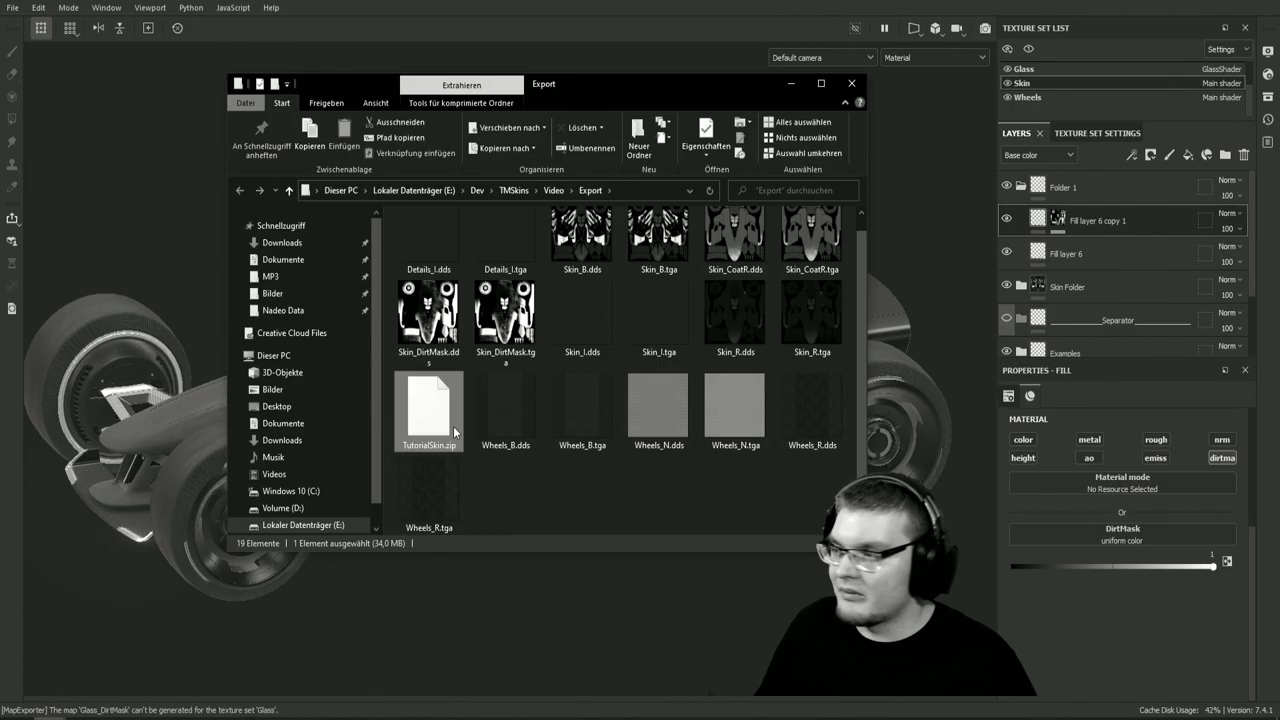 File Edit Mode Window Viewport Python JavaScript Help
Default camera Material
TEXTURE SET LIST
Settings
Glass GlassShader
Skin Main shader
Wheels Main shader
LAYERS TEXTURE SET SETTINGS
Base color
Norm
Folder 1
100
Norm
Fill layer 6 copy 1
100
Norm
Fill layer 6
100
Norm
Skin Folder
100
Norm
Separator
100
Norm
Examples
PROPERTIES - FILL
MATERIAL
color metal rough nrm
height ao emiss dirtma
Material mode
No Resource Selected
Or
DirtMask
uniform color
1
Extrahieren Export
Datei Start Freigeben Ansicht Tools für komprimierte Ordner
An Schnellzugriff
anheften
Kopieren Einfügen
Ausschneiden
Pfad kopieren
Verknüpfung einfügen
Zwischenablage
Verschieben nach Löschen
Kopieren nach Umbenennen
Organisieren
Neuer
Ordner
Neu
Eigenschaften
Öffnen
Alles auswählen
Nichts auswählen
Auswahl umkehren
Auswählen
Dieser PC Lokaler Datenträger (E:) Dev TMSkins Video Export
"Export" durchsuchen
Schnellzugriff
Downloads
Dokumente
MP3
Bilder
Nadeo Data
Creative Cloud Files
Dieser PC
3D-Objekte
Bilder
Desktop
Dokumente
Downloads
Musik
Videos
Windows 10 (C:)
Volume (D:)
Lokaler Datenträger (E:)
Details_I.dds Details_I.tga Skin_B.dds Skin_B.tga Skin_CoatR.dds Skin_CoatR.tga
Skin_DirtMask.dd
s
Skin_DirtMask.tg
a
Skin_I.dds Skin_I.tga Skin_R.dds Skin_R.tga
TutorialSkin.zip Wheels_B.dds Wheels_B.tga Wheels_N.dds Wheels_N.tga Wheels_R.dds
Wheels_R.tga
19 Elemente 1 Element ausgewählt (34,0 MB)
[MapExporter] The map 'Glass_DirtMask' can't be generated for the texture set 'Glass'.
Cache Disk Usage: 42% | Version: 7.4.1